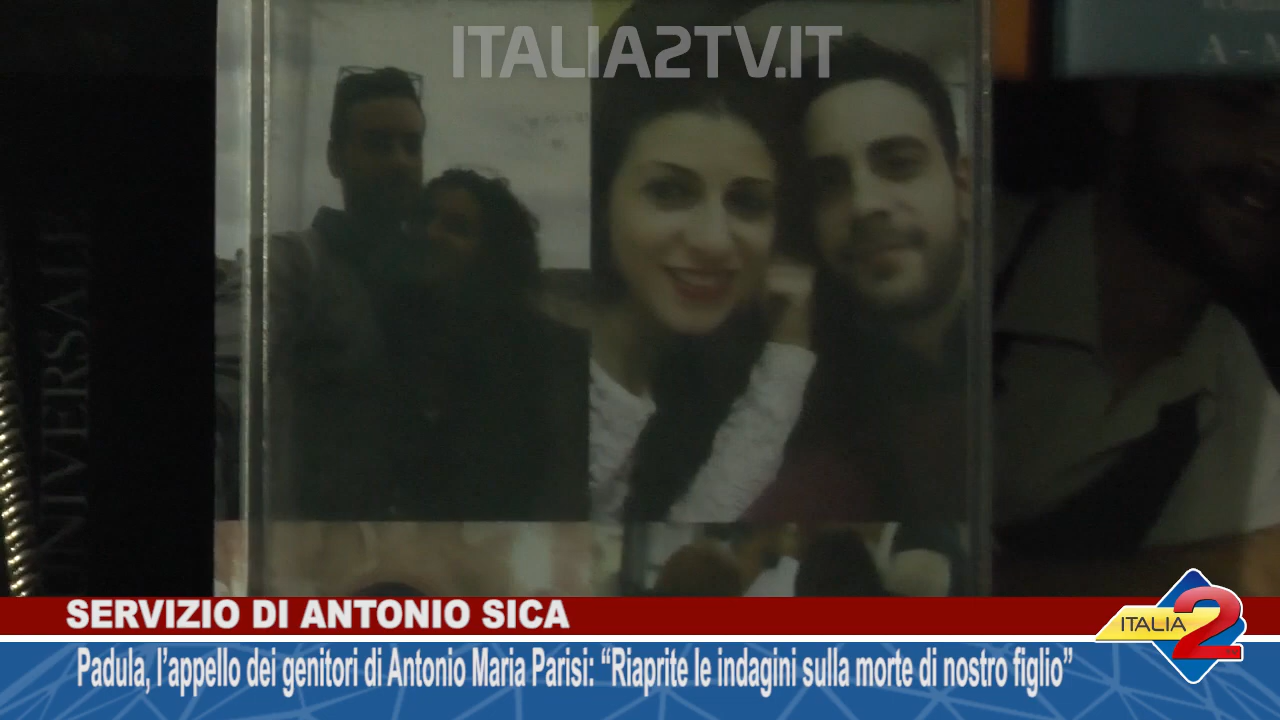 ITALIA2TV.IT
A - A
UNIVERSALE
SERVIZIO DI ANTONIO SICA
ITALIA 2
Padula, l’appello dei genitori di Antonio Maria Parisi: “Riaprite le indagini sulla morte di nostro figlio”